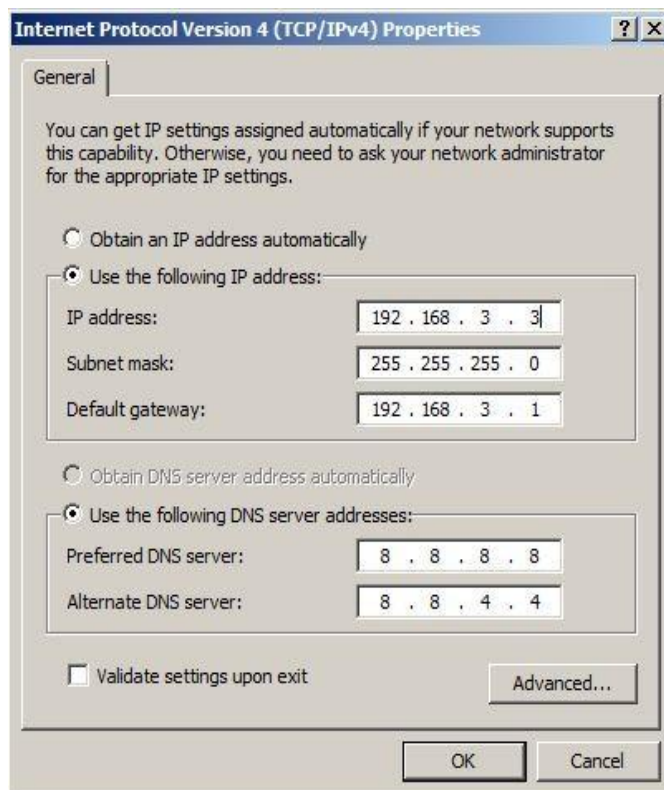 Internet Protocol Version 4 (TCP/IPv4) Properties
General
You can get IP settings assigned automatically if your network supports
this capability. Otherwise, you need to ask your network administrator
for the appropriate IP settings.
Obtain an IP address automatically
Use the following IP address:
IP address: 192 . 168 . 3 . 3
Subnet mask: 255 . 255 . 255 . 0
Default gateway: 192 . 168 . 3 . 1
Obtain DNS server address automatically
Use the following DNS server addresses:
Preferred DNS server: 8 . 8 . 8 . 8
Alternate DNS server: 8 . 8 . 4 . 4
Validate settings upon exit
Advanced...
OK Cancel